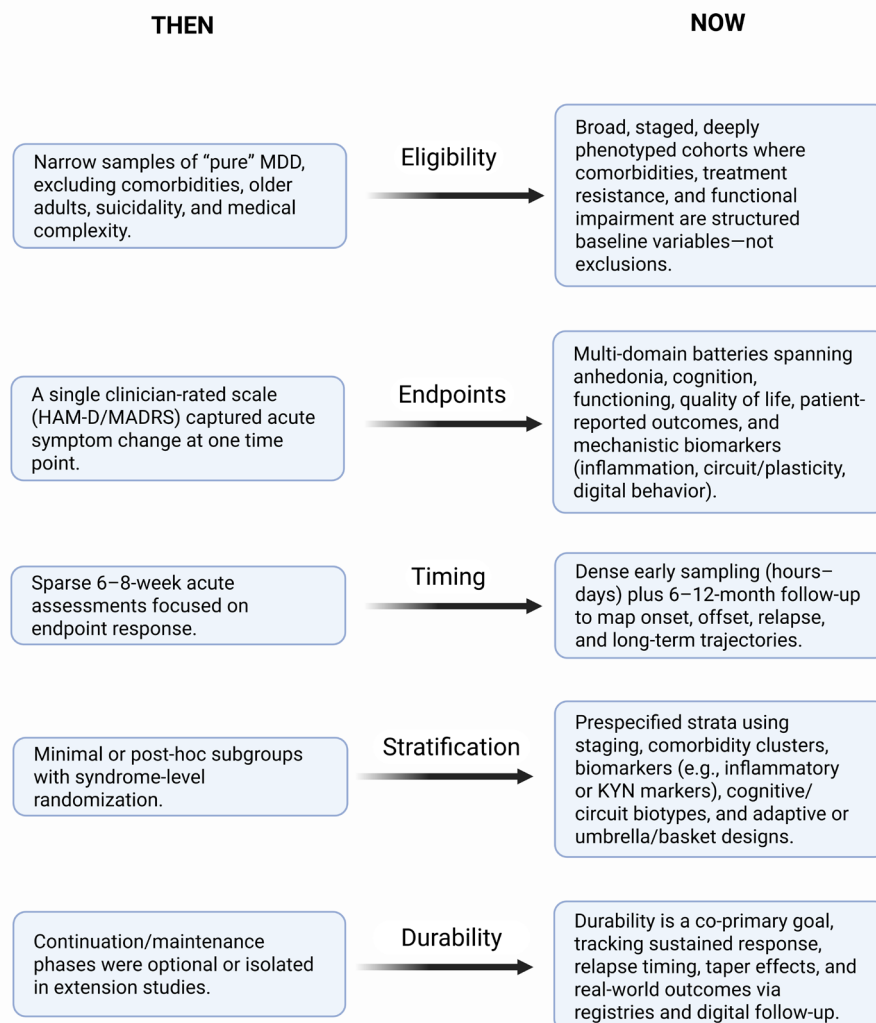 THEN
NOW
Narrow samples of “pure” MDD,
excluding comorbidities, older
adults, suicidality, and medical
complexity.
Eligibility
Broad, staged, deeply
phenotyped cohorts where
comorbidities, treatment
resistance, and functional
impairment are structured
baseline variables—not
exclusions.
A single clinician-rated scale
(HAM-D/MADRS) captured acute
symptom change at one time
point.
Endpoints
Multi-domain batteries spanning
anhedonia, cognition,
functioning, quality of life, patient-
reported outcomes, and
mechanistic biomarkers
(inflammation, circuit/plasticity,
digital behavior).
Sparse 6–8-week acute
assessments focused on
endpoint response.
Timing
Dense early sampling (hours–
days) plus 6–12-month follow-up
to map onset, offset, relapse,
and long-term trajectories.
Minimal or post-hoc subgroups
with syndrome-level
randomization.
Stratification
Prespecified strata using
staging, comorbidity clusters,
biomarkers (e.g., inflammatory
or KYN markers), cognitive/
circuit biotypes, and adaptive or
umbrella/basket designs.
Continuation/maintenance
phases were optional or isolated
in extension studies.
Durability
Durability is a co-primary goal,
tracking sustained response,
relapse timing, taper effects, and
real-world outcomes via
registries and digital follow-up.